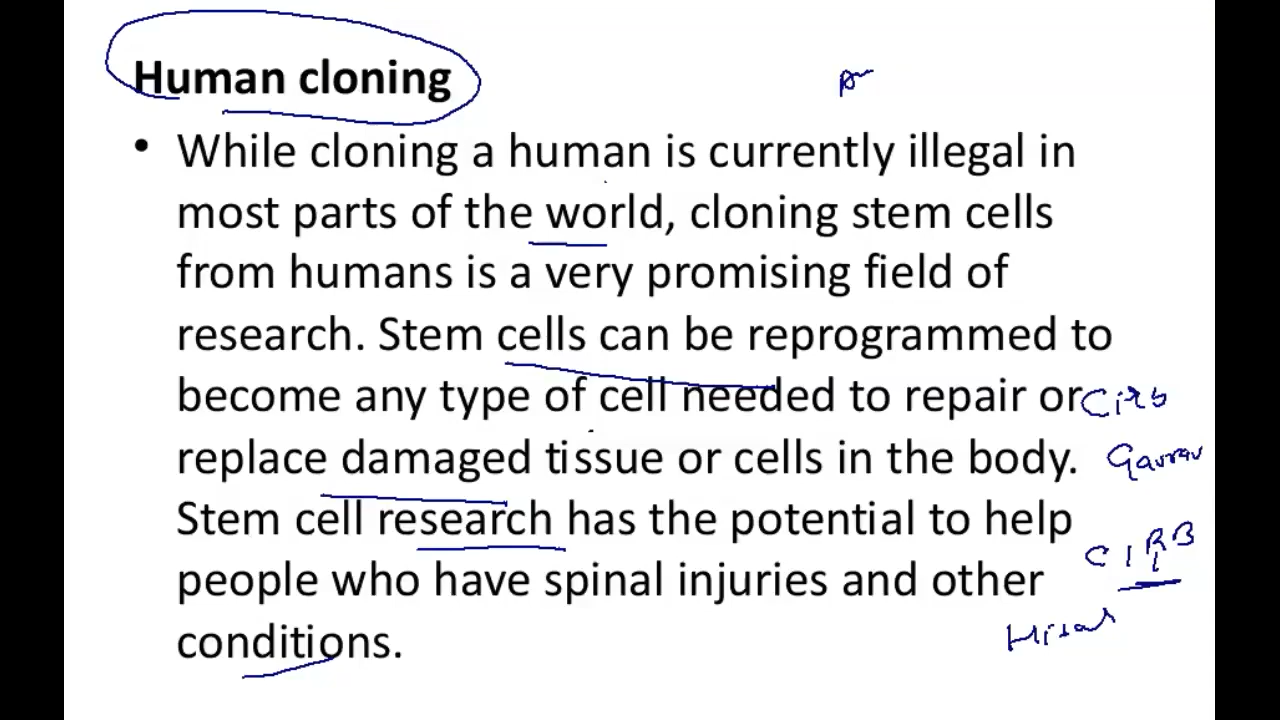 Human cloning
• While cloning a human is currently illegal in
most parts of the world, cloning stem cells
from humans is a very promising field of
research. Stem cells can be reprogrammed to
become any type of cell needed to repair or
replace damaged tissue or cells in the body.
Gaurav
Stem cell research has the potential to help
CIRB
people who have spinal injuries and other
Hisar
conditions.